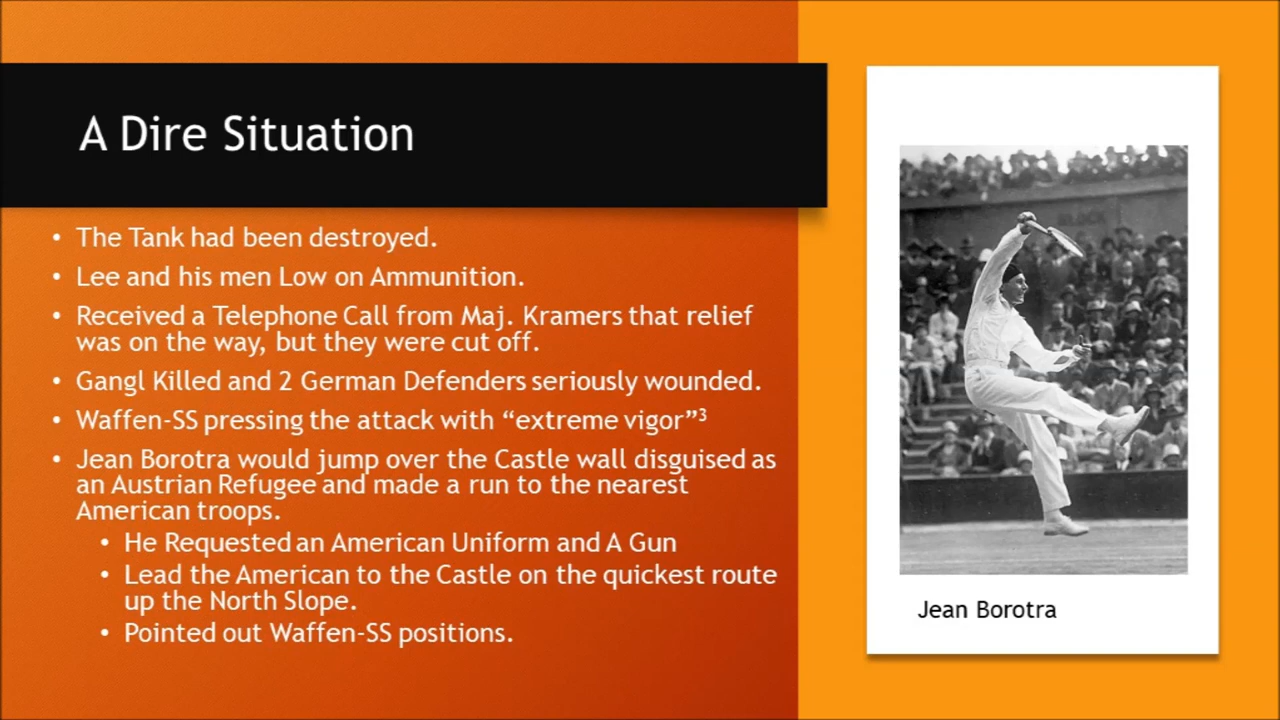 A Dire Situation
• The Tank had been destroyed.
• Lee and his men Low on Ammunition.
• Received a Telephone Call from Maj. Kramers that relief
was on the way, but they were cut off.
• Gangl Killed and 2 German Defenders seriously wounded.
• Waffen-SS pressing the attack with “extreme vigor”³
• Jean Borotra would jump over the Castle wall disguised as
an Austrian Refugee and made a run to the nearest
American troops.
• He Requested an American Uniform and A Gun
• Lead the American to the Castle on the quickest route
up the North Slope.
• Pointed out Waffen-SS positions.
Jean Borotra